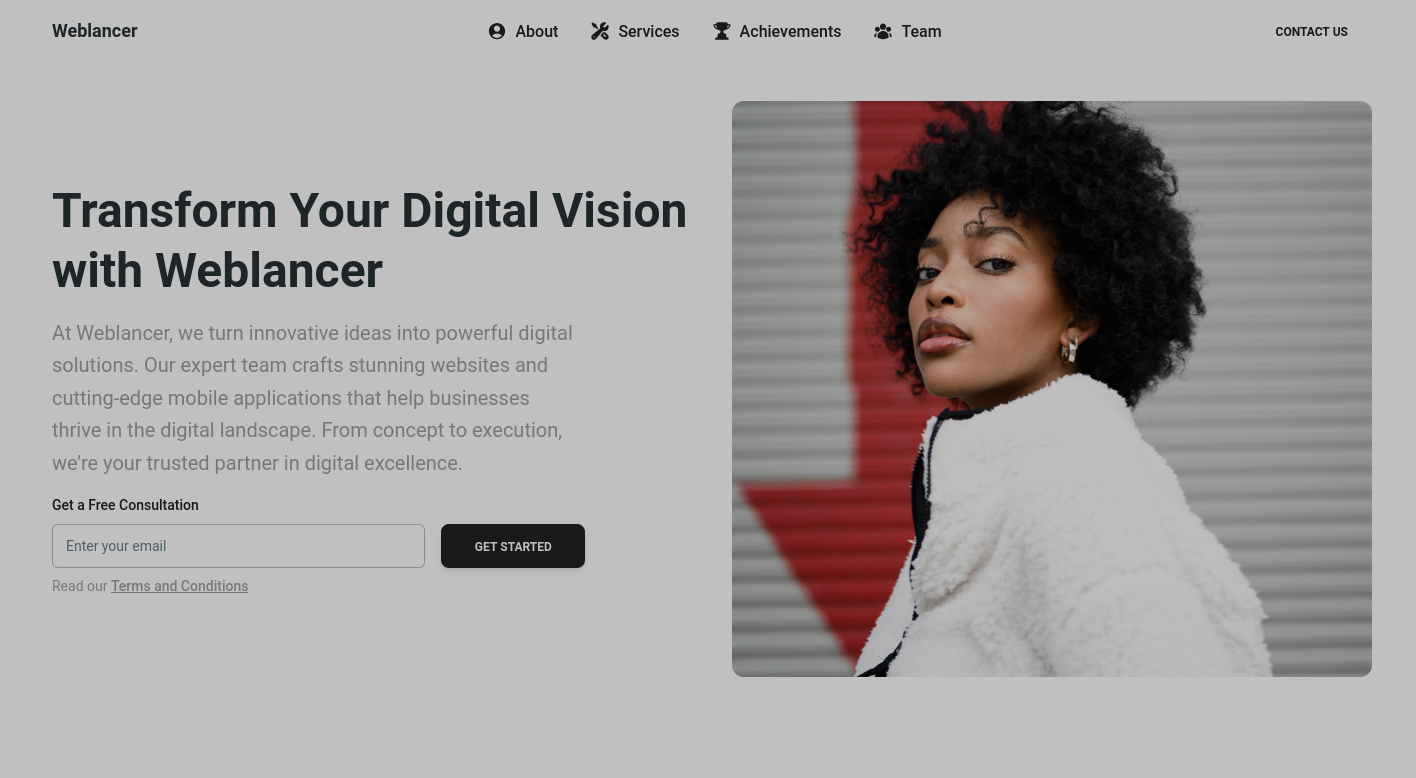 Weblancer
About
Services
Achievements
Team
CONTACT US
Transform Your Digital Vision
with Weblancer
At Weblancer, we turn innovative ideas into powerful digital
solutions. Our expert team crafts stunning websites and
cutting-edge mobile applications that help businesses
thrive in the digital landscape. From concept to execution,
we're your trusted partner in digital excellence.
Get a Free Consultation
Enter your email
GET STARTED
Read our Terms and Conditions